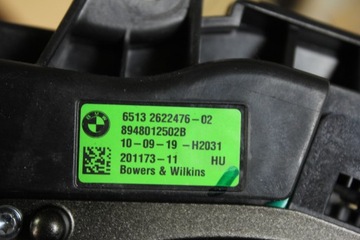 6513 2622476-02
8948012502B
10-09-19 -H2031
201173-11 HU
Bowers & Wilkins